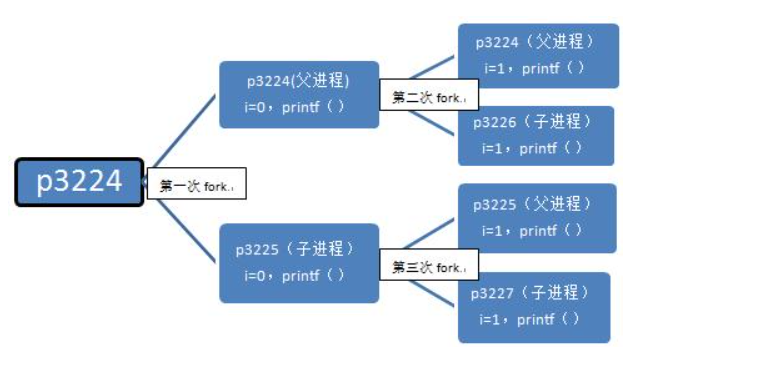 p3224
第一次 fork.
p3224(父进程)
i=0，printf（）
p3225（子进程）
i=0，printf（）
第二次 fork.
第三次 fork.
p3224（父进程）
i=1，printf（）
p3226（子进程）
i=1，printf（）
p3225（父进程）
i=1，printf（）
p3227（子进程）
i=1，printf（）